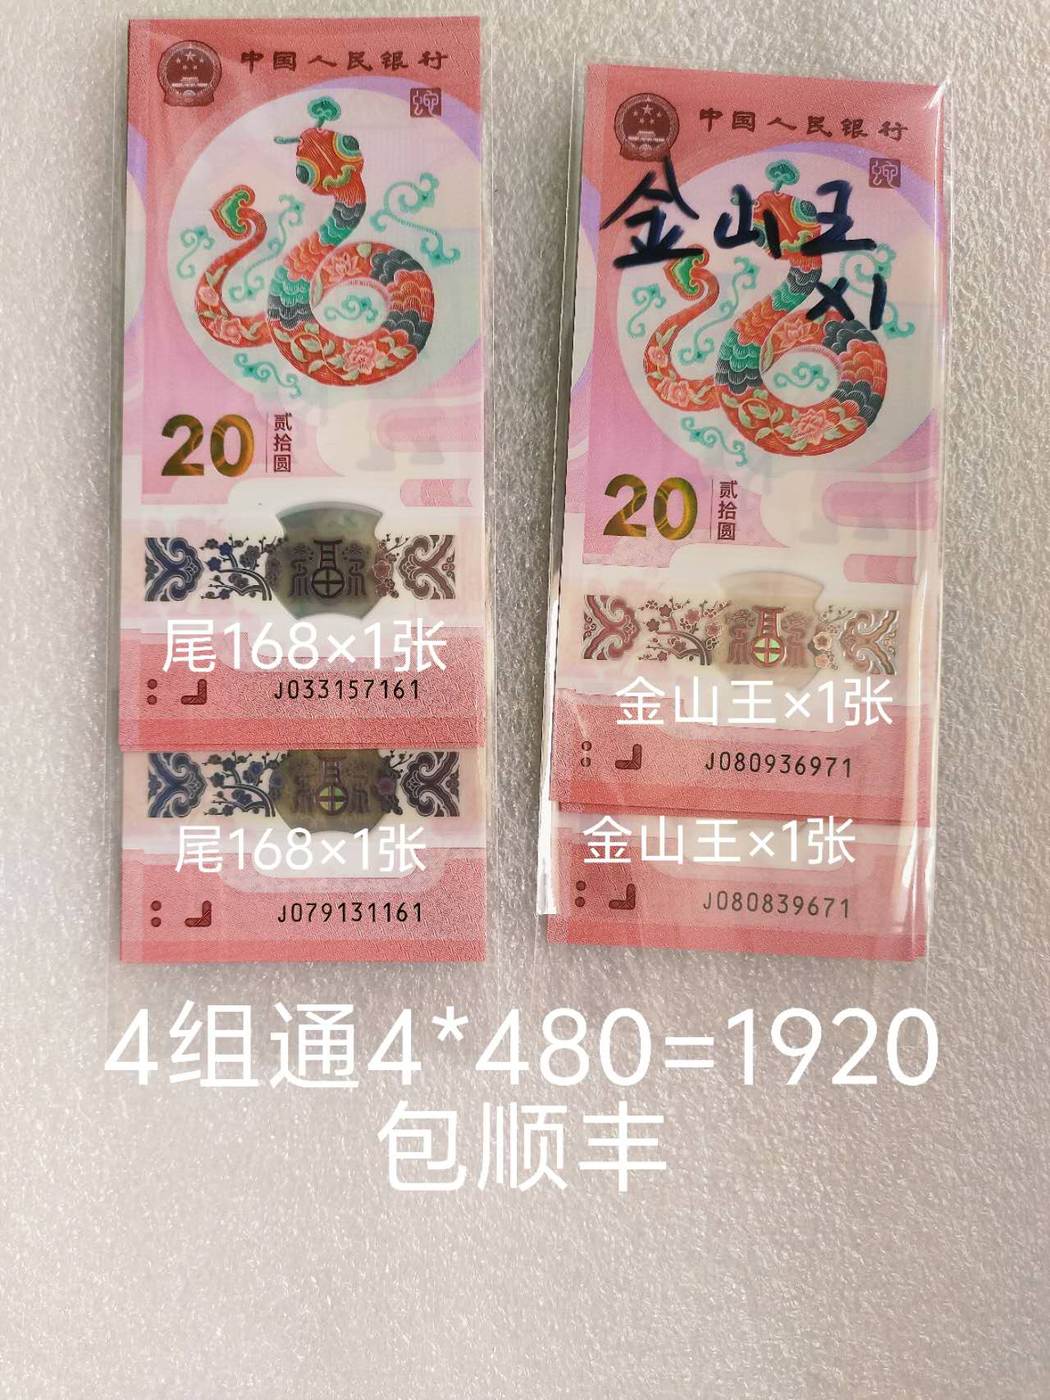 中国人民银行
20 贰拾圆
尾168×1张
J033157161
尾168×1张
J079131161
中国人民银行
金山王
X1
20 贰拾圆
金山王×1张
J080936971
金山王×1张
J080839671
4组通4*480=1920
包顺丰